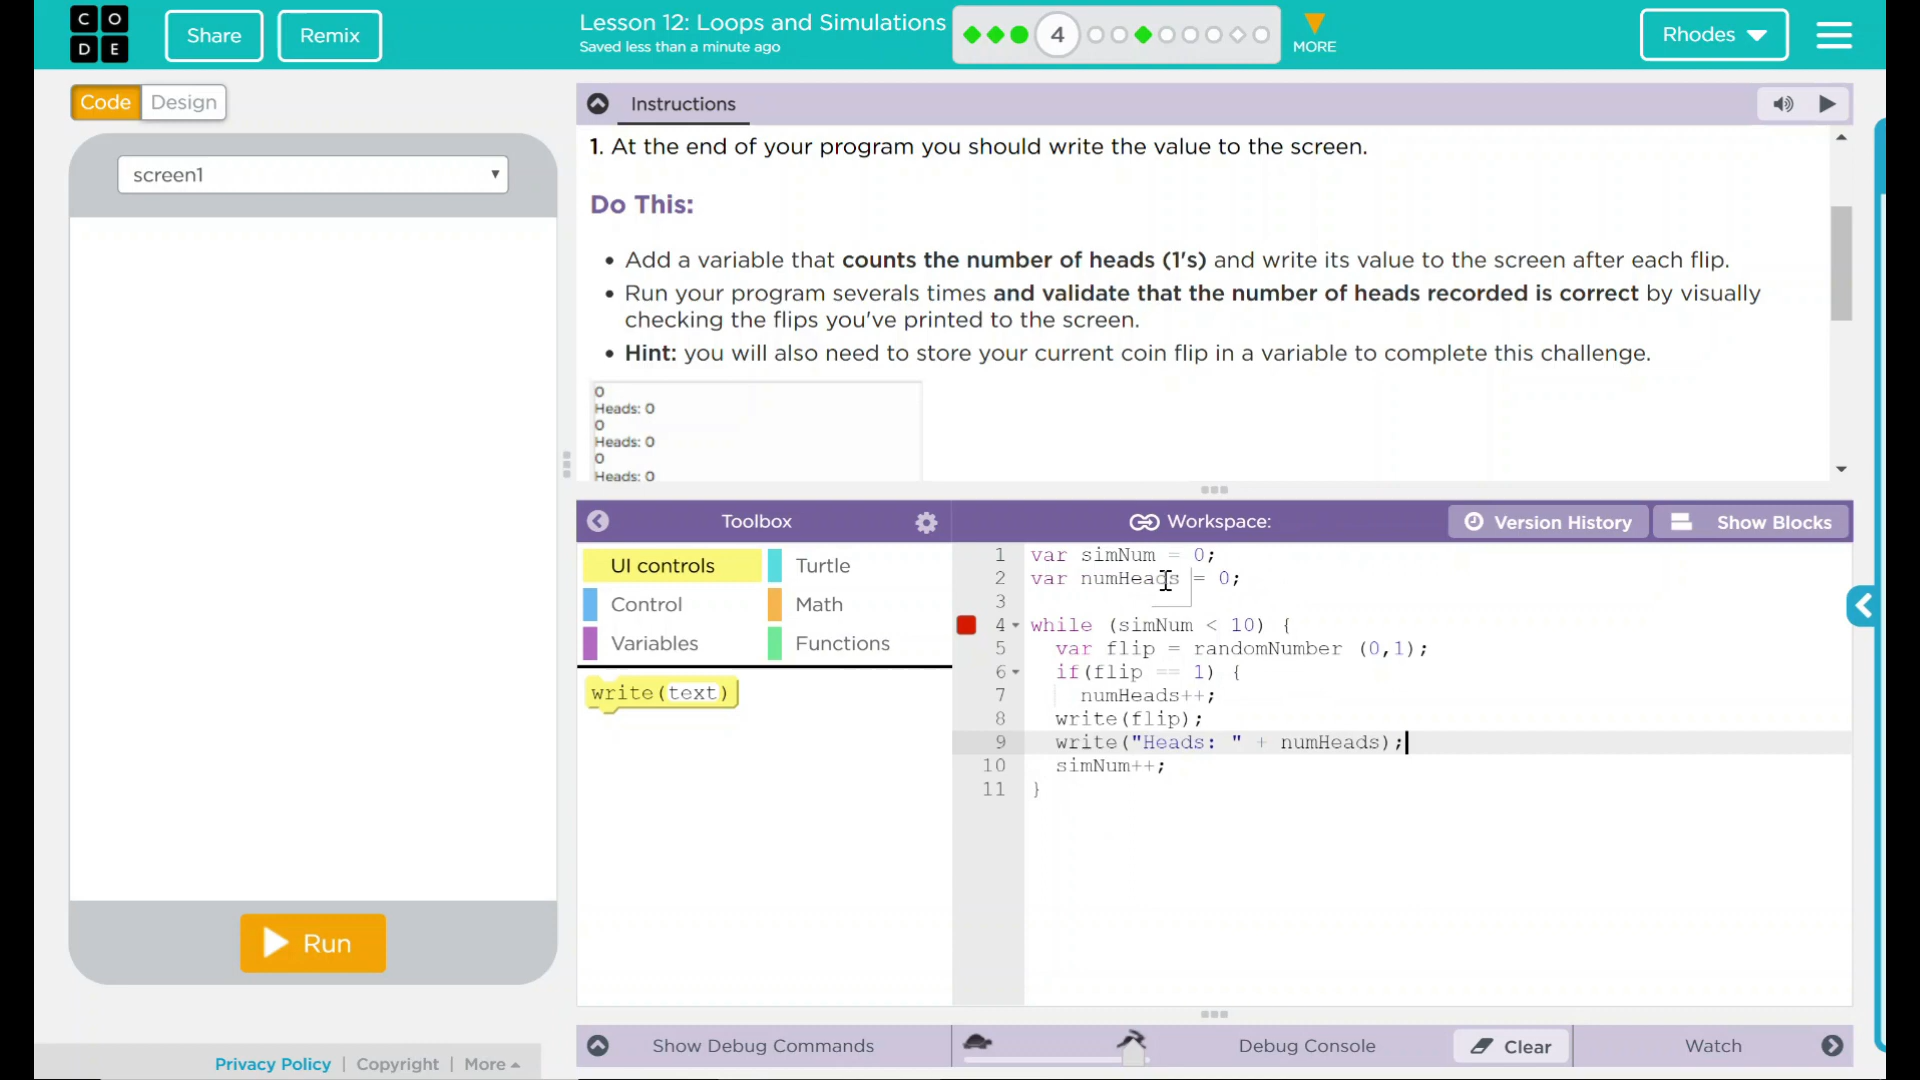 C O
D E
Share
Remix
Lesson 12: Loops and Simulations
Saved less than a minute ago
4
MORE
Rhodes
Code
Design
screen1
Instructions
1. At the end of your program you should write the value to the screen.
Do This:
• Add a variable that counts the number of heads (1's) and write its value to the screen after each flip.
• Run your program severals times and validate that the number of heads recorded is correct by visually
checking the flips you've printed to the screen.
• Hint: you will also need to store your current coin flip in a variable to complete this challenge.
0
Heads: 0
0
Heads: 0
0
Heads: 0
Toolbox
Workspace:
Version History
Show Blocks
UI controls
Turtle
Control
Math
Variables
Functions
write(text)
1 var simNum = 0;
2 var numHeads = 0;
3
4 while (simNum < 10) {
5 var flip = randomNumber (0,1);
6 if(flip == 1) {
7 numHeads++;
8 write(flip);
9 write("Heads: " + numHeads);
10 simNum++;
11 }
Run
Show Debug Commands
Debug Console
Clear
Watch
Privacy Policy | Copyright | More